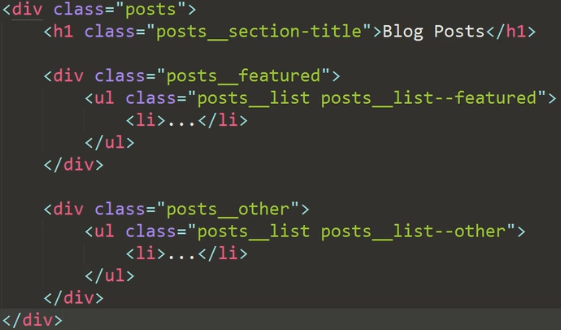 <div class="posts">
    <h1 class="posts__section-title">Blog Posts</h1>

    <div class="posts__featured">
        <ul class="posts__list posts__list--featured">
            <li>...</li>
        </ul>
    </div>

    <div class="posts__other">
        <ul class="posts__list posts__list--other">
            <li>...</li>
        </ul>
    </div>
</div>